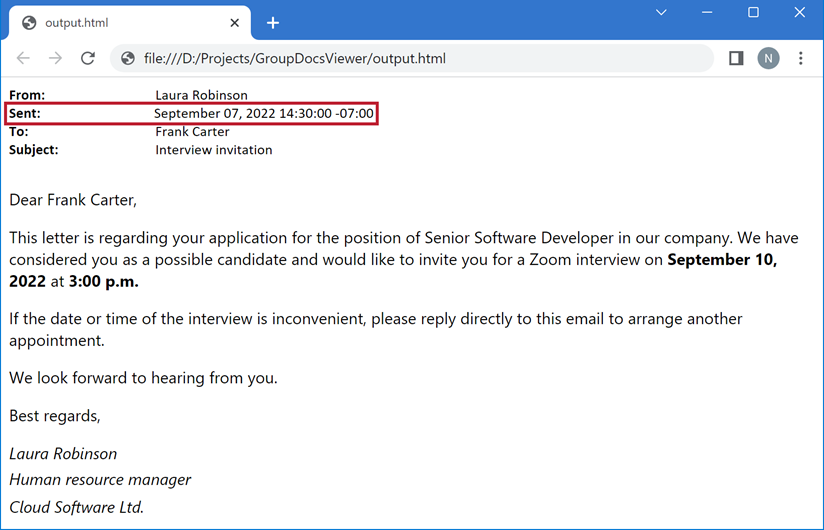 output.html
file:///D:/Projects/GroupDocsViewer/output.html
N
From: Laura Robinson
Sent: September 07, 2022 14:30:00 -07:00
To: Frank Carter
Subject: Interview invitation
Dear Frank Carter,
This letter is regarding your application for the position of Senior Software Developer in our company. We have
considered you as a possible candidate and would like to invite you for a Zoom interview on September 10,
2022 at 3:00 p.m.
If the date or time of the interview is inconvenient, please reply directly to this email to arrange another
appointment.
We look forward to hearing from you.
Best regards,
Laura Robinson
Human resource manager
Cloud Software Ltd.